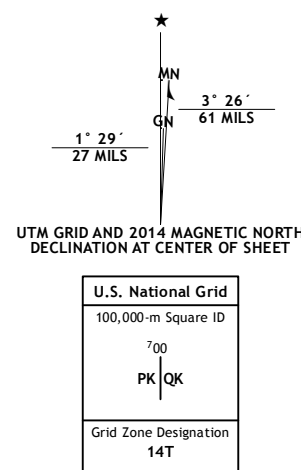 ★
MN
3° 26´
61 MILS
GN
1° 29´
27 MILS
UTM GRID AND 2014 MAGNETIC NORTH
DECLINATION AT CENTER OF SHEET
U.S. National Grid
100,000-m Square ID
⁷00
PK QK
Grid Zone Designation
14T